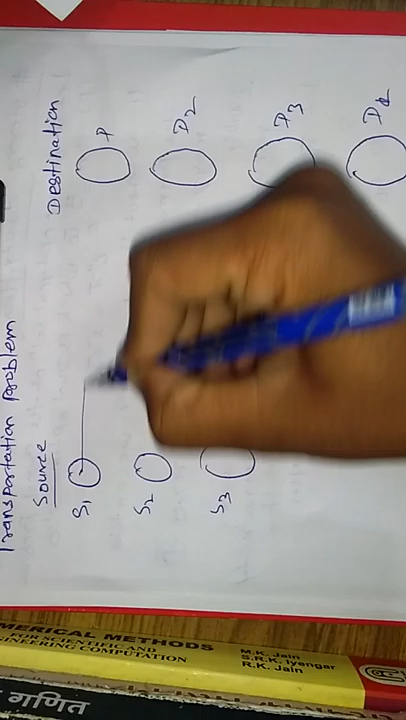 Transportation Problem
Source
Destination
S1
S2
S3
P
D2
D3
D4
NUMERICAL METHODS
FOR SCIENTIFIC AND
ENGINEERING COMPUTATION
M.K. Jain
S.R.K. Iyengar
R.K. Jain
गणित